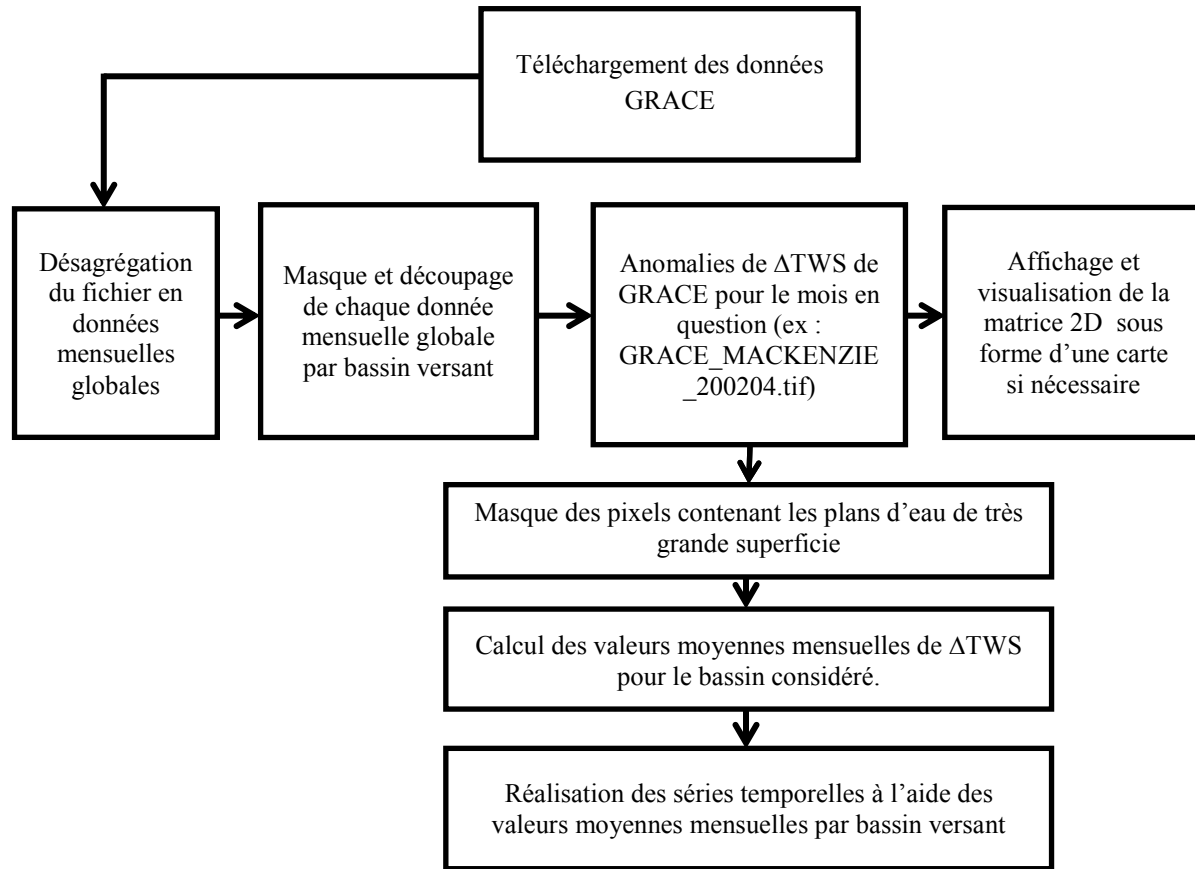 Téléchargement des données
GRACE
Désagrégation
du fichier en
données
mensuelles
globales
Masque et découpage
de chaque donnée
mensuelle globale
par bassin versant
Anomalies de ΔTWS de
GRACE pour le mois en
question (ex :
GRACE_MACKENZIE
_200204.tif)
Affichage et
visualisation de la
matrice 2D sous
forme d’une carte
si nécessaire
Masque des pixels contenant les plans d’eau de très
grande superficie
Calcul des valeurs moyennes mensuelles de ΔTWS
pour le bassin considéré.
Réalisation des séries temporelles à l’aide des
valeurs moyennes mensuelles par bassin versant